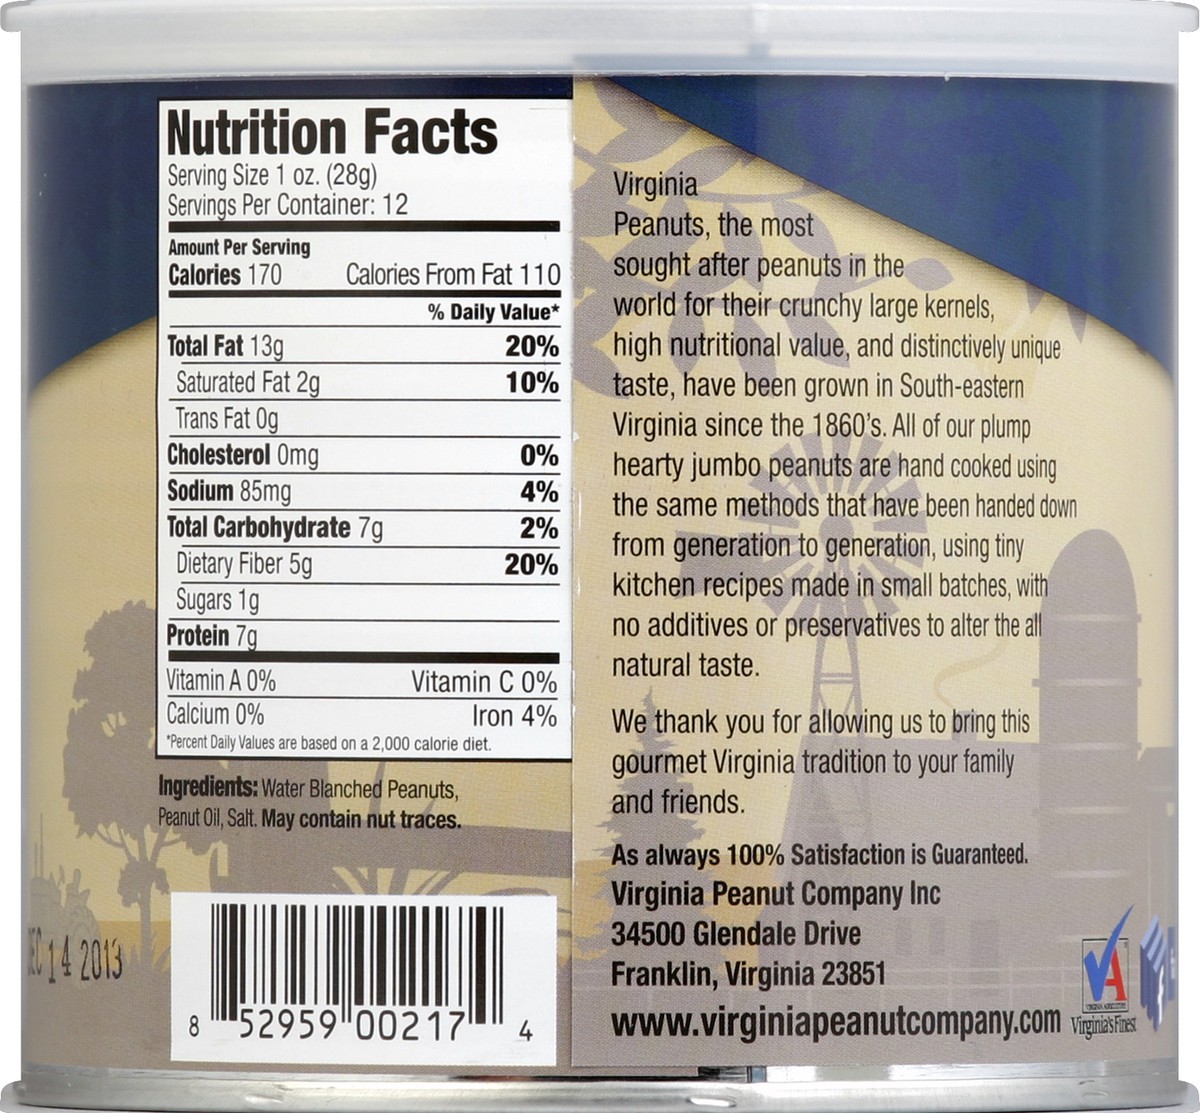 Nutrition Facts
Serving Size 1 oz. (28g)
Servings Per Container: 12
Amount Per Serving
Calories 170 Calories From Fat 110
% Daily Value*
Total Fat 13g 20%
Saturated Fat 2g 10%
Trans Fat 0g
Cholesterol 0mg 0%
Sodium 85mg 4%
Total Carbohydrate 7g 2%
Dietary Fiber 5g 20%
Sugars 1g
Protein 7g
Vitamin A 0% Vitamin C 0%
Calcium 0% Iron 4%
*Percent Daily Values are based on a 2,000 calorie diet.
Ingredients: Water Blanched Peanuts,
Peanut Oil, Salt. May contain nut traces.
14 2013
8 52959 00217 4
Virginia
Peanuts, the most
sought after peanuts in the
world for their crunchy large kernels,
high nutritional value, and distinctively unique
taste, have been grown in South-eastern
Virginia since the 1860's. All of our plump
hearty jumbo peanuts are hand cooked using
the same methods that have been handed down
from generation to generation, using tiny
kitchen recipes made in small batches, with
no additives or preservatives to alter the all
natural taste.
We thank you for allowing us to bring this
gourmet Virginia tradition to your family
and friends.
As always 100% Satisfaction is Guaranteed.
Virginia Peanut Company Inc
34500 Glendale Drive
Franklin, Virginia 23851
www.virginiapeanutcompany.com
VA
Virginia's Finest